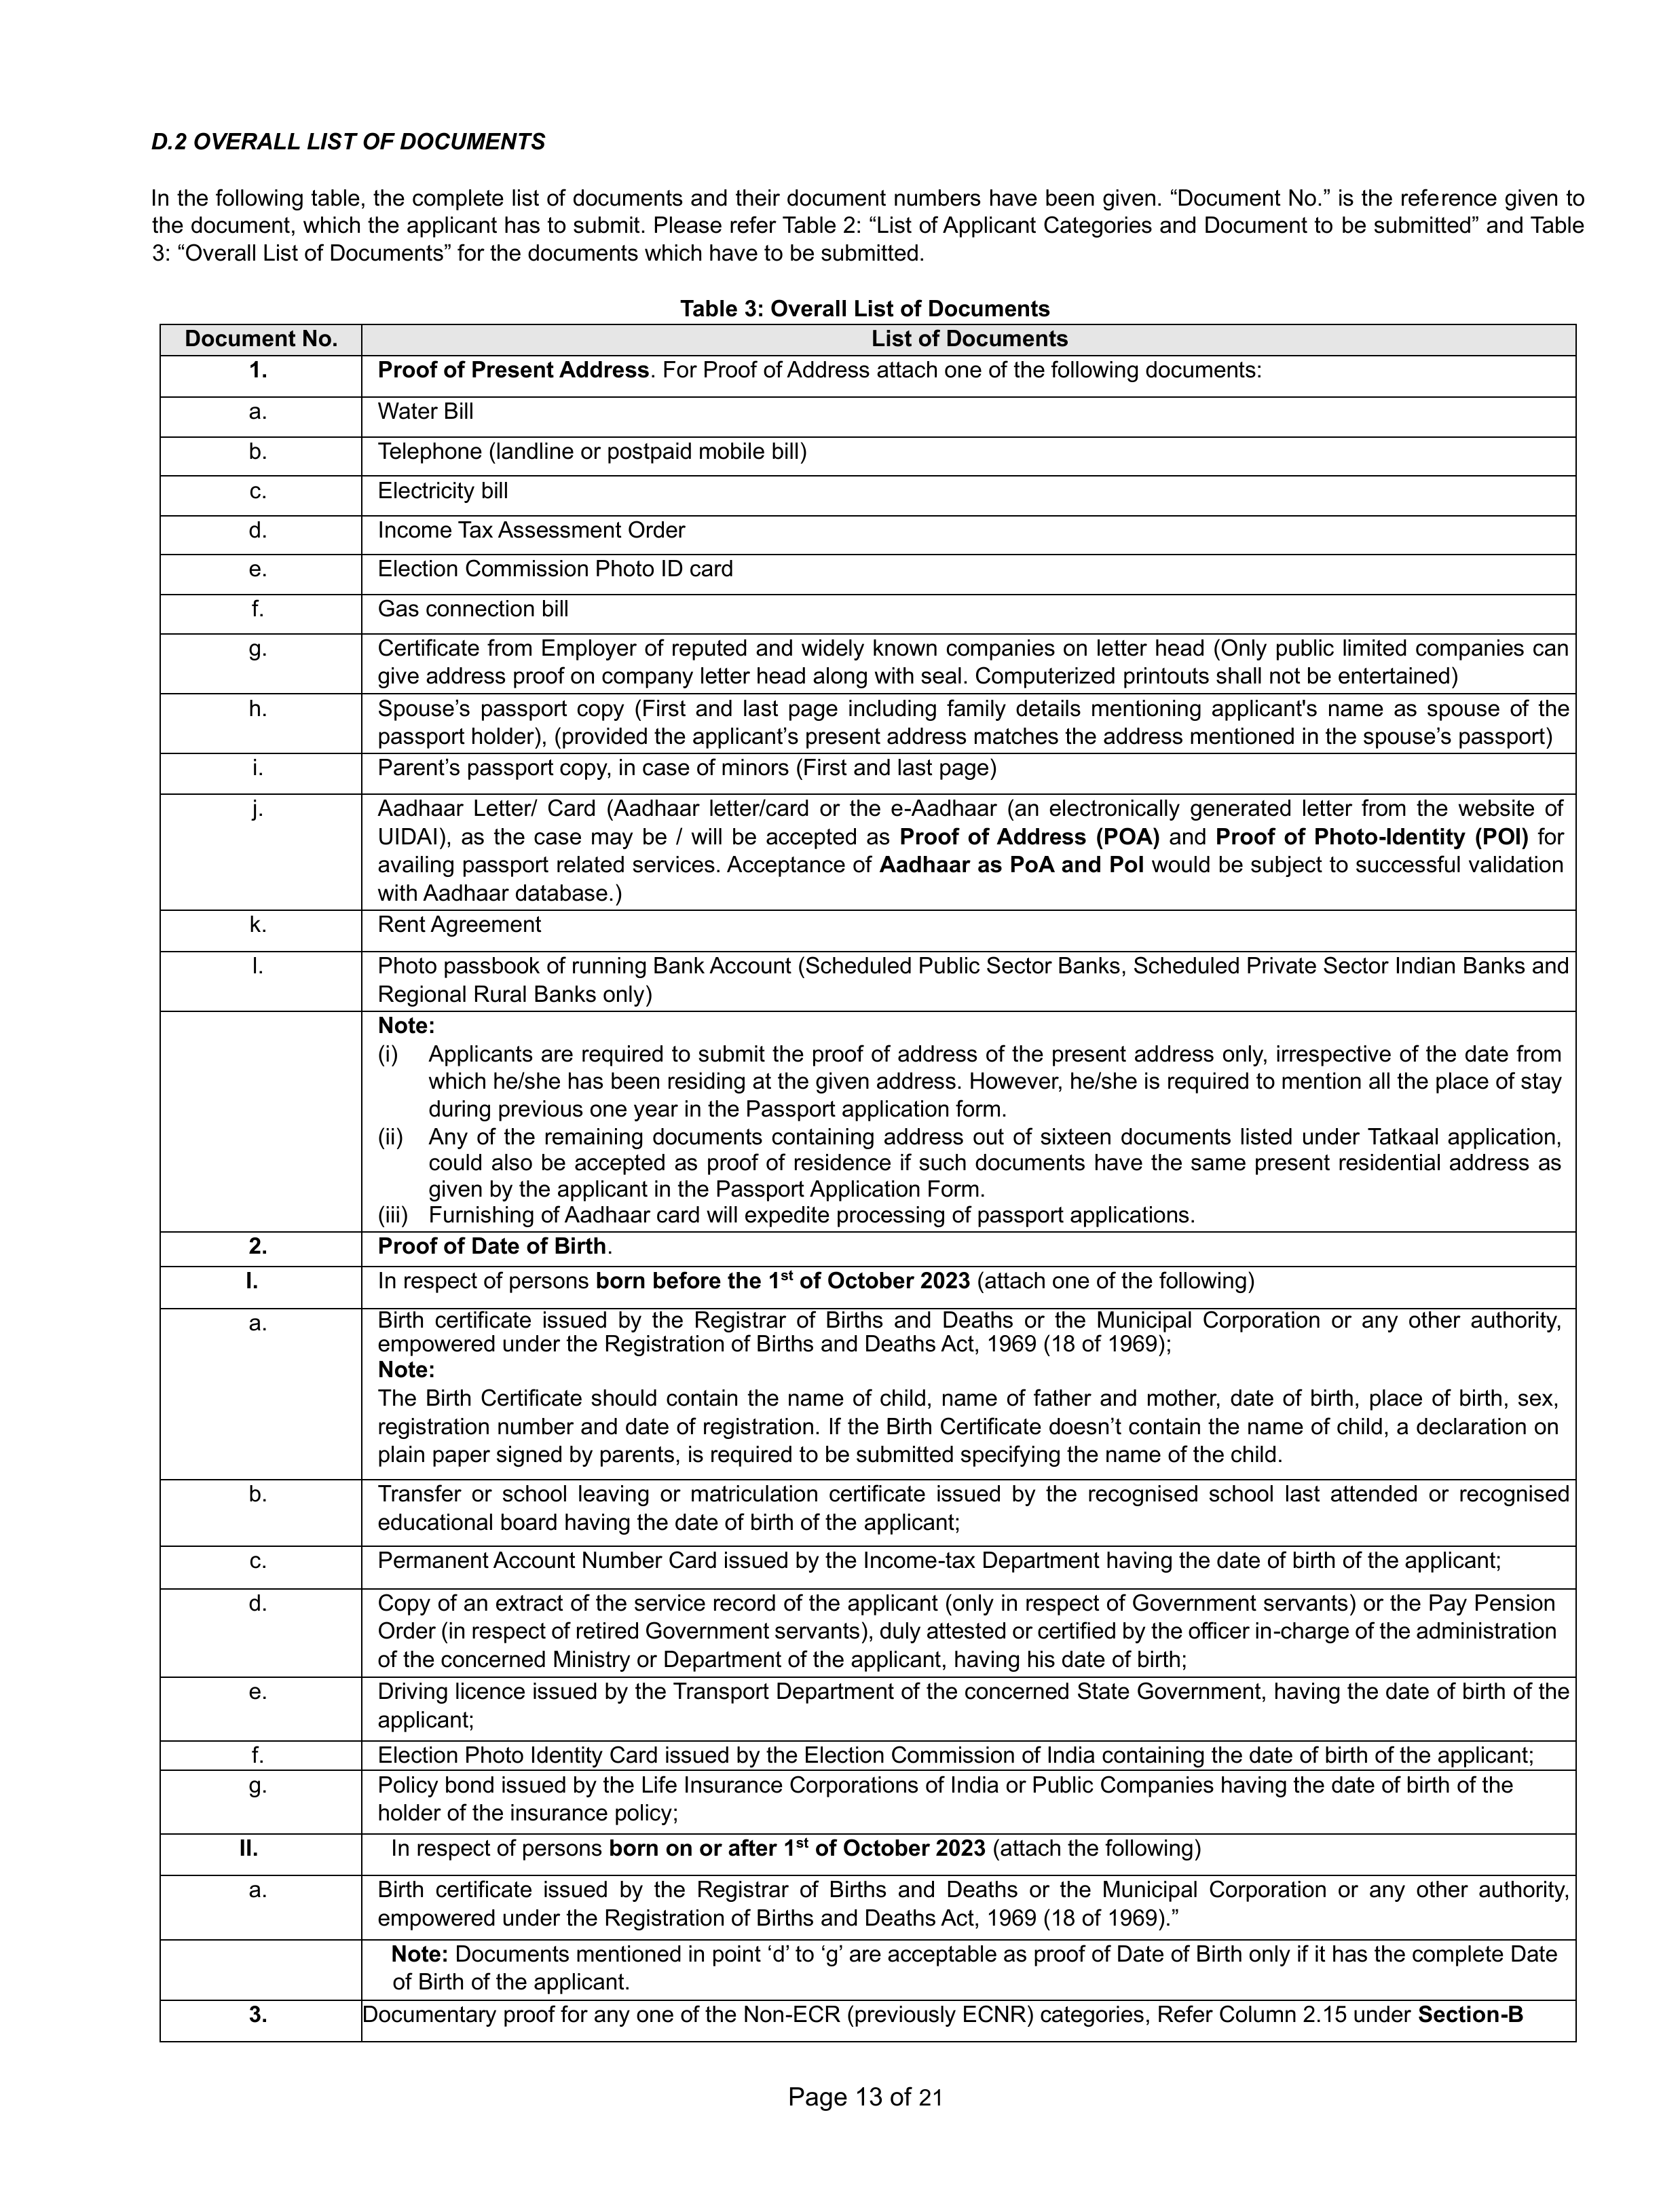 D.2 OVERALL LIST OF DOCUMENTS
In the following table, the complete list of documents and their document numbers have been given. “Document No.” is the reference given to
the document, which the applicant has to submit. Please refer Table 2: “List of Applicant Categories and Document to be submitted” and Table
3: “Overall List of Documents” for the documents which have to be submitted.
Table 3: Overall List of Documents
Document No. List of Documents
1. Proof of Present Address. For Proof of Address attach one of the following documents:
a. Water Bill
b. Telephone (landline or postpaid mobile bill)
c. Electricity bill
d. Income Tax Assessment Order
e. Election Commission Photo ID card
f. Gas connection bill
g. Certificate from Employer of reputed and widely known companies on letter head (Only public limited companies can
give address proof on company letter head along with seal. Computerized printouts shall not be entertained)
h. Spouse’s passport copy (First and last page including family details mentioning applicant's name as spouse of the
passport holder), (provided the applicant’s present address matches the address mentioned in the spouse’s passport)
i. Parent’s passport copy, in case of minors (First and last page)
j. Aadhaar Letter/ Card (Aadhaar letter/card or the e-Aadhaar (an electronically generated letter from the website of
UIDAI), as the case may be / will be accepted as Proof of Address (POA) and Proof of Photo-Identity (POI) for
availing passport related services. Acceptance of Aadhaar as PoA and PoI would be subject to successful validation
with Aadhaar database.)
k. Rent Agreement
l. Photo passbook of running Bank Account (Scheduled Public Sector Banks, Scheduled Private Sector Indian Banks and
Regional Rural Banks only)
Note:
(i) Applicants are required to submit the proof of address of the present address only, irrespective of the date from
which he/she has been residing at the given address. However, he/she is required to mention all the place of stay
during previous one year in the Passport application form.
(ii) Any of the remaining documents containing address out of sixteen documents listed under Tatkaal application,
could also be accepted as proof of residence if such documents have the same present residential address as
given by the applicant in the Passport Application Form.
(iii) Furnishing of Aadhaar card will expedite processing of passport applications.
2. Proof of Date of Birth.
I. In respect of persons born before the 1st of October 2023 (attach one of the following)
a. Birth certificate issued by the Registrar of Births and Deaths or the Municipal Corporation or any other authority,
empowered under the Registration of Births and Deaths Act, 1969 (18 of 1969);
Note:
The Birth Certificate should contain the name of child, name of father and mother, date of birth, place of birth, sex,
registration number and date of registration. If the Birth Certificate doesn’t contain the name of child, a declaration on
plain paper signed by parents, is required to be submitted specifying the name of the child.
b. Transfer or school leaving or matriculation certificate issued by the recognised school last attended or recognised
educational board having the date of birth of the applicant;
c. Permanent Account Number Card issued by the Income-tax Department having the date of birth of the applicant;
d. Copy of an extract of the service record of the applicant (only in respect of Government servants) or the Pay Pension
Order (in respect of retired Government servants), duly attested or certified by the officer in-charge of the administration
of the concerned Ministry or Department of the applicant, having his date of birth;
e. Driving licence issued by the Transport Department of the concerned State Government, having the date of birth of the
applicant;
f. Election Photo Identity Card issued by the Election Commission of India containing the date of birth of the applicant;
g. Policy bond issued by the Life Insurance Corporations of India or Public Companies having the date of birth of the
holder of the insurance policy;
II. In respect of persons born on or after 1st of October 2023 (attach the following)
a. Birth certificate issued by the Registrar of Births and Deaths or the Municipal Corporation or any other authority,
empowered under the Registration of Births and Deaths Act, 1969 (18 of 1969).”
Note: Documents mentioned in point ‘d’ to ‘g’ are acceptable as proof of Date of Birth only if it has the complete Date
of Birth of the applicant.
3. Documentary proof for any one of the Non-ECR (previously ECNR) categories, Refer Column 2.15 under Section-B
Page 13 of 21